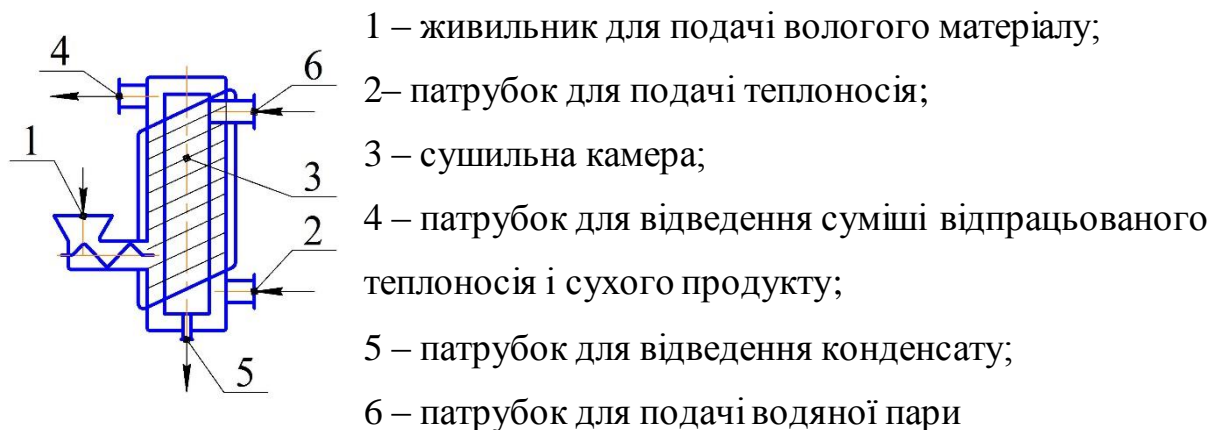 1 – живильник для подачі вологого матеріалу;
2– патрубок для подачі теплоносія;
3 – сушильна камера;
4 – патрубок для відведення суміші відпрацьованого
теплоносія і сухого продукту;
5 – патрубок для відведення конденсату;
6 – патрубок для подачі водяної пари
4
6
1
3
2
5